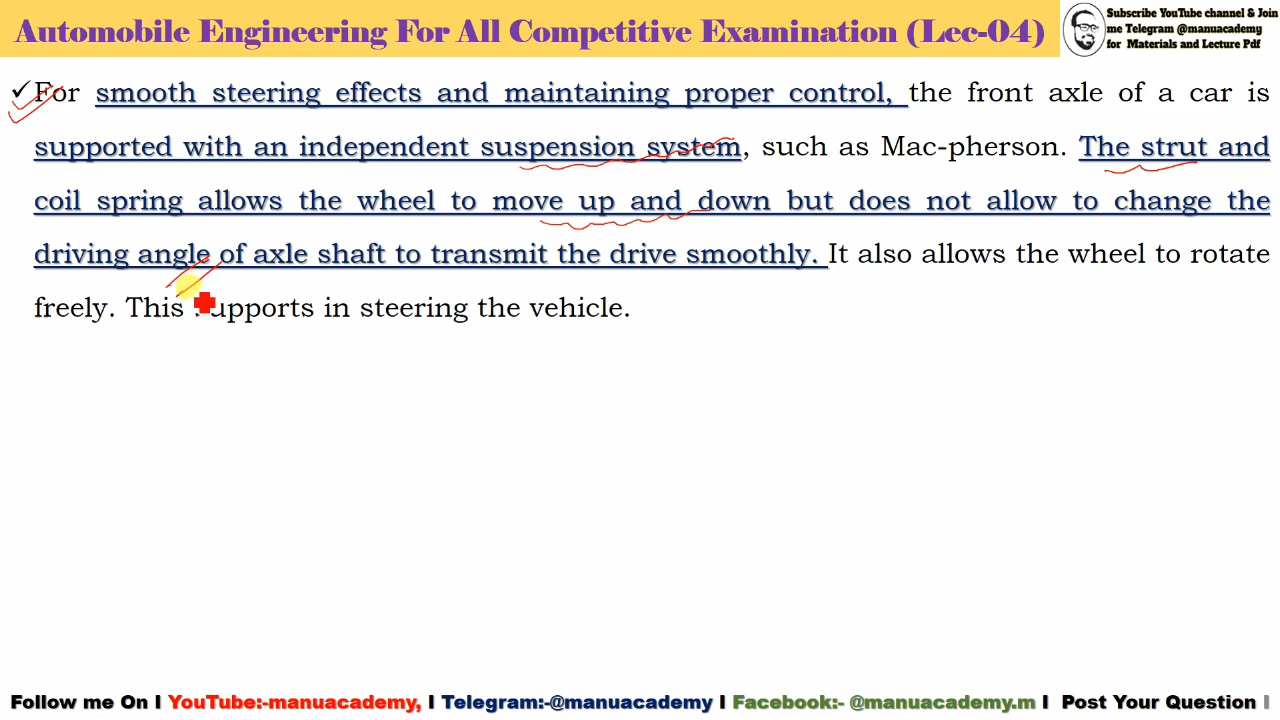 Automobile Engineering For All Competitive Examination (Lec-04)
Subscribe YouTube channel & Join
me Telegram @manuacademy
for Materials and Lecture Pdf
✓ For smooth steering effects and maintaining proper control, the front axle of a car is
supported with an independent suspension system, such as Mac-pherson. The strut and
coil spring allows the wheel to move up and down but does not allow to change the
driving angle of axle shaft to transmit the drive smoothly. It also allows the wheel to rotate
freely. This supports in steering the vehicle.
Follow me On I YouTube:-manuacademy, I Telegram:-@manuacademy I Facebook:- @manuacademy.m I Post Your Question I